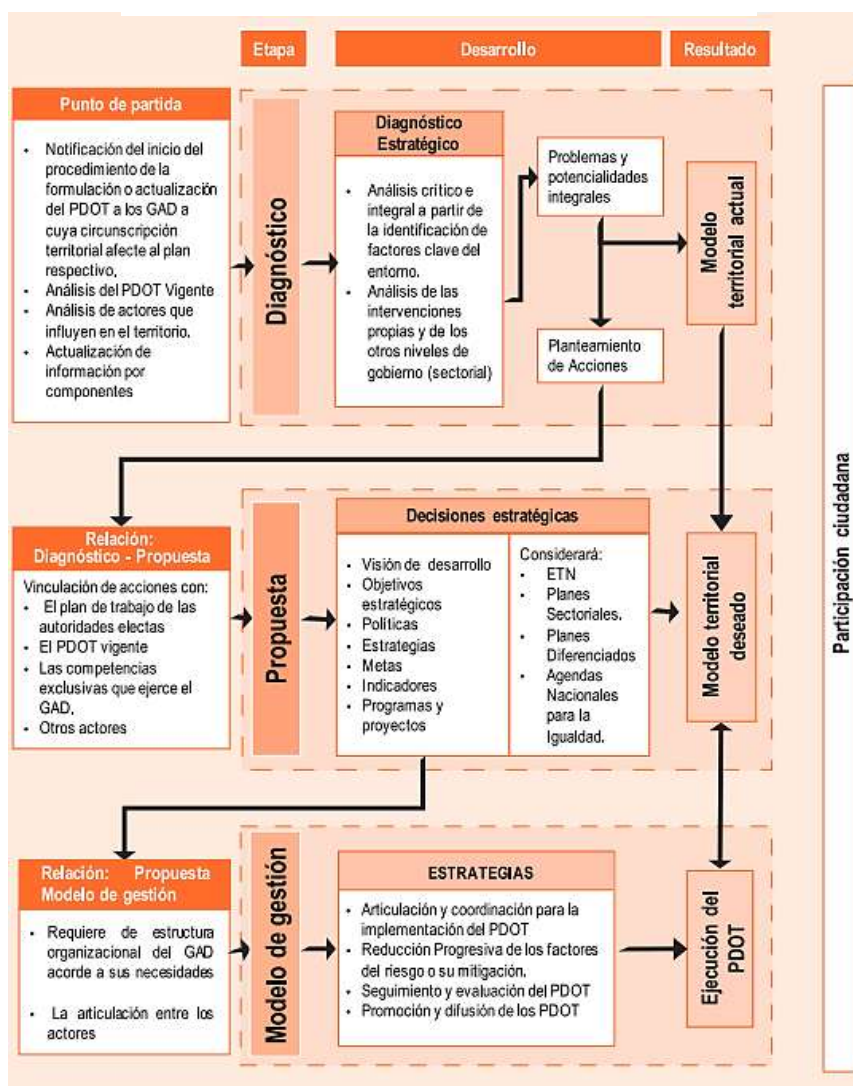 Etapa
Desarrollo
Resultado
Punto de partida
• Notificación del inicio del
procedimiento de la
formulación o actualización
del PDOT a los GAD a
cuya circunscripción
territorial afecte al plan
respectivo,
• Análisis del PDOT Vigente
• Análisis de actores que
influyen en el territorio.
• Actualización de
información por
componentes
Diagnóstico
Diagnóstico
Estratégico
• Análisis crítico e
integral a partir de
la identificación de
factores clave del
entorno.
• Análisis de las
intervenciones
propias y de los
otros niveles de
gobierno (sectorial)
Problemas y
potencialidades
integrales
Planteamiento
de Acciones
Modelo
territorial actual
Relación:
Diagnóstico - Propuesta
Vinculación de acciones con:
• El plan de trabajo de las
autoridades electas
• El PDOT vigente
• Las competencias
exclusivas que ejerce el
GAD,
• Otros actores
Propuesta
Decisiones estratégicas
• Visión de desarrollo
• Objetivos
estratégicos
• Políticas
• Estrategias
• Metas
• Indicadores
• Programas y
proyectos
Considerará:
• ETN
• Planes
Sectoriales.
• Planes
Diferenciados
• Agendas
Nacionales
para la
Igualdad.
Modelo territorial
deseado
Relación: Propuesta
Modelo de gestión
• Requiere de estructura
organizacional del GAD
acorde a sus necesidades
• La articulación entre los
actores
Modelo de gestión
ESTRATEGIAS
• Articulación y coordinación para la
implementación del PDOT
• Reducción Progresiva de los factores
del riesgo o su mitigación.
• Seguimiento y evaluación del PDOT
• Promoción y difusión de los PDOT
Ejecución del
PDOT
Participación ciudadana